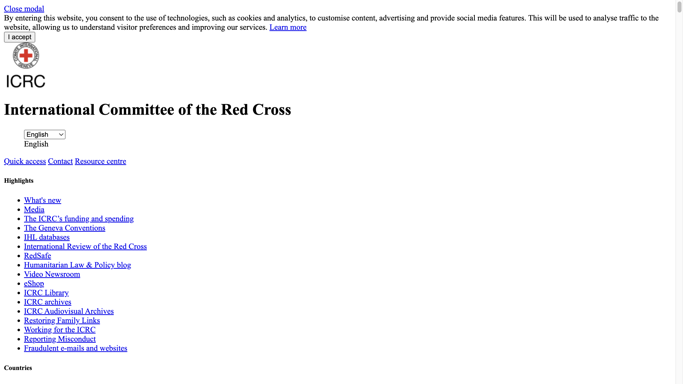 Close modal
By entering this website, you consent to the use of technologies, such as cookies and analytics, to customise content, advertising and provide social media features. This will be used to analyse traffic to the
website, allowing us to understand visitor preferences and improving our services. Learn more
I accept
COMITE INTERNATIONAL GENEVE
ICRC
International Committee of the Red Cross
English
English
Quick access Contact Resource centre
Highlights
What's new
Media
The ICRC's funding and spending
The Geneva Conventions
IHL databases
International Review of the Red Cross
RedSafe
Humanitarian Law & Policy blog
Video Newsroom
eShop
ICRC Library
ICRC archives
ICRC Audiovisual Archives
Restoring Family Links
Working for the ICRC
Reporting Misconduct
Fraudulent e-mails and websites
Countries